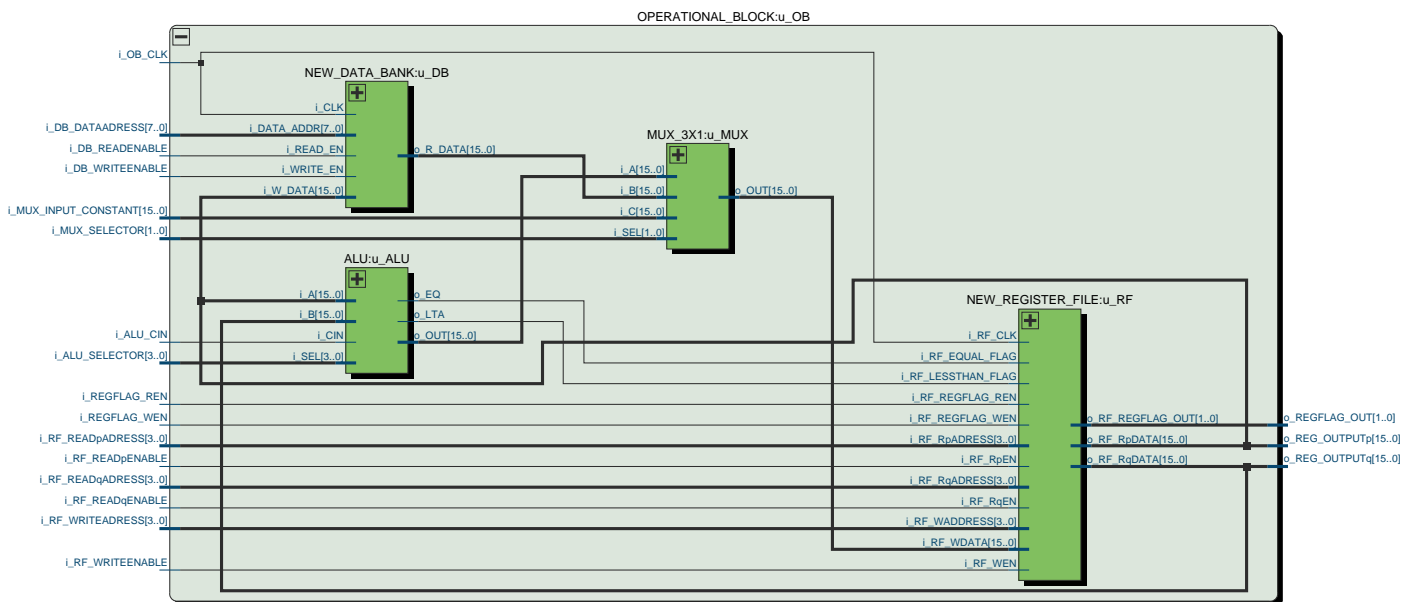 OPERATIONAL_BLOCK:u_OB
i_OB_CLK
i_DB_DATAADRESS[7..0]
i_DB_READENABLE
i_DB_WRITEENABLE
i_MUX_INPUT_CONSTANT[15..0]
i_MUX_SELECTOR[1..0]
i_ALU_CIN
i_ALU_SELECTOR[3..0]
i_REGFLAG_REN
i_REGFLAG_WEN
i_RF_READpADRESS[3..0]
i_RF_READpENABLE
i_RF_READqADRESS[3..0]
i_RF_READqENABLE
i_RF_WRITEADRESS[3..0]
i_RF_WRITEENABLE
NEW_DATA_BANK:u_DB
i_CLK
i_DATA_ADDR[7..0]
i_READ_EN
i_WRITE_EN
i_W_DATA[15..0]
o_R_DATA[15..0]
ALU:u_ALU
i_A[15..0]
i_B[15..0]
i_CIN
i_SEL[3..0]
o_EQ
o_LTA
o_OUT[15..0]
MUX_3X1:u_MUX
i_A[15..0]
i_B[15..0]
i_C[15..0]
i_SEL[1..0]
o_OUT[15..0]
NEW_REGISTER_FILE:u_RF
i_RF_CLK
i_RF_EQUAL_FLAG
i_RF_LESSTHAN_FLAG
i_RF_REGFLAG_REN
i_RF_REGFLAG_WEN
i_RF_RpADRESS[3..0]
i_RF_RpEN
i_RF_RqADRESS[3..0]
i_RF_RqEN
i_RF_WADDRESS[3..0]
i_RF_WDATA[15..0]
i_RF_WEN
o_RF_REGFLAG_OUT[1..0]
o_RF_RpDATA[15..0]
o_RF_RqDATA[15..0]
o_REGFLAG_OUT[1..0]
o_REG_OUTPUTp[15..0]
o_REG_OUTPUTq[15..0]